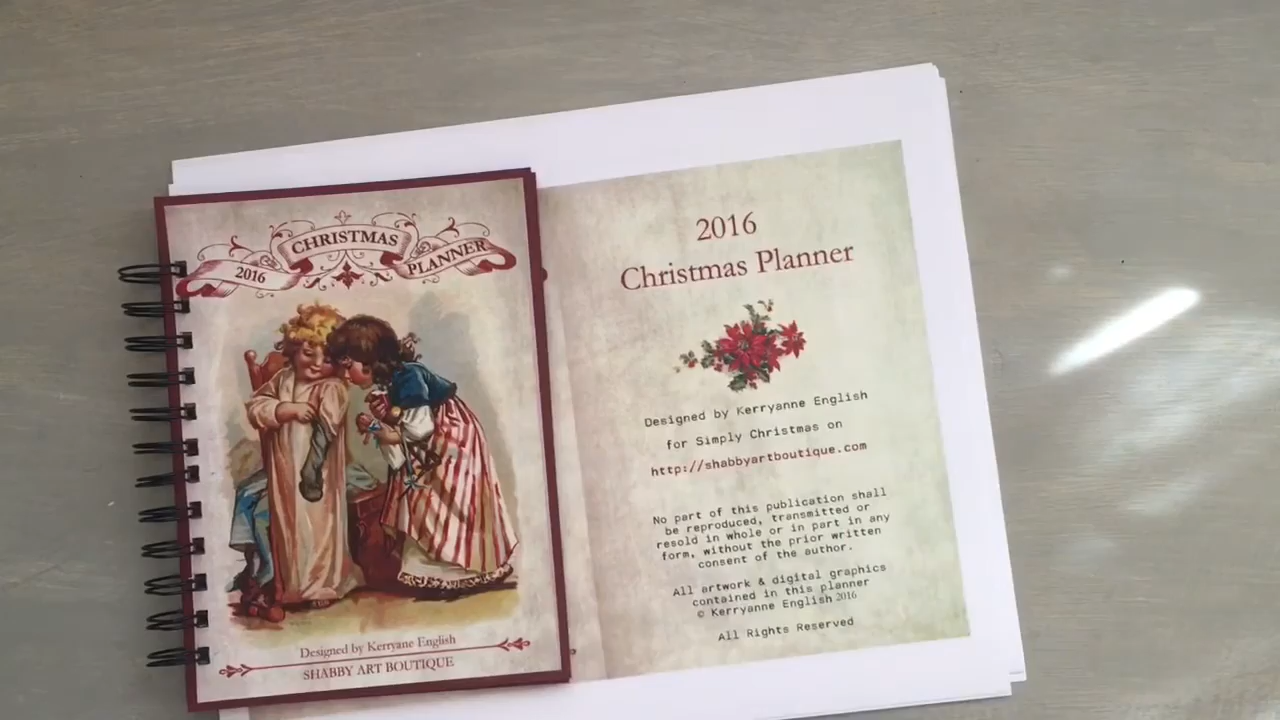 2016 CHRISTMAS PLANNER
Designed by Kerryane English
SHABBY ART BOUTIQUE
2016
Christmas Planner
Designed by Kerryanne English
for Simply Christmas on
http://shabbyartboutique.com
No part of this publication shall
be reproduced, transmitted or
resold in whole or in part in any
form, without the prior written
consent of the author.
All artwork & digital graphics
contained in this planner
© Kerryanne English 2016
All Rights Reserved